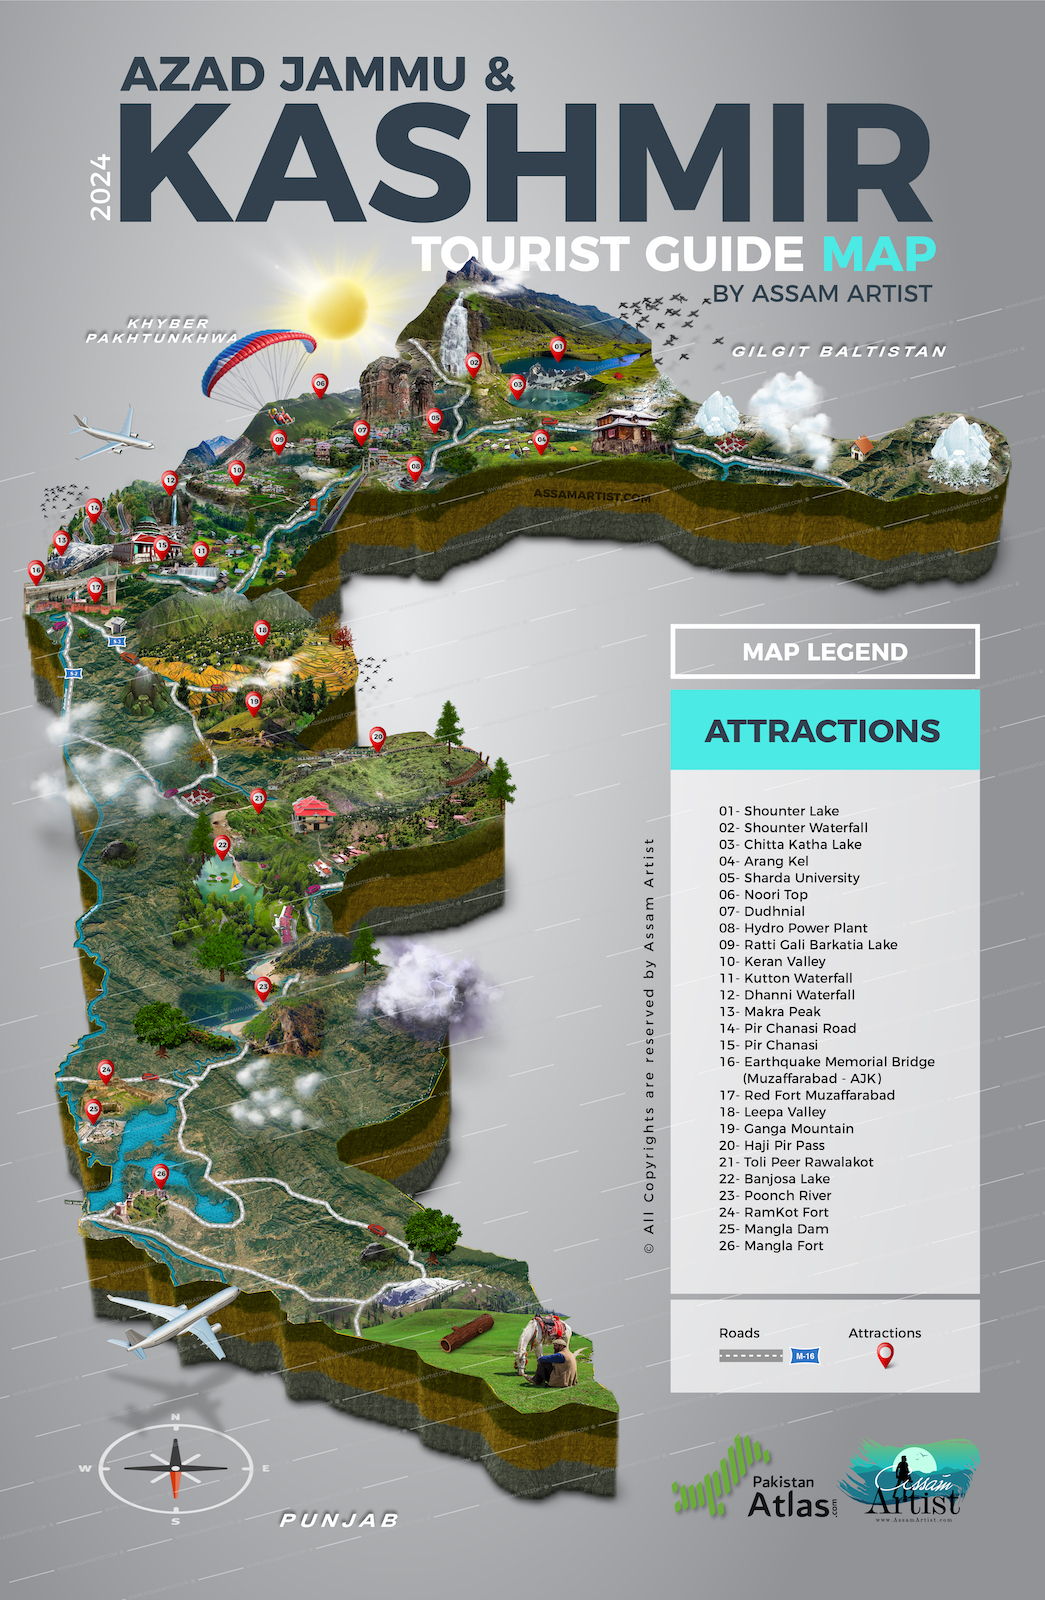 AZAD JAMMU &
2024
KASHMIR
TOURIST GUIDE MAP
BY ASSAM ARTIST
KHYBER
PAKHTUNKHWA
GILGIT BALTISTAN
01
02
03
06
05
07
04
09
08
10
12
14
ASSAMARTIST.COM
13
15
11
16
17
18
19
20
21
22
23
24
25
26
MAP LEGEND
ATTRACTIONS
01- Shounter Lake
02- Shounter Waterfall
03- Chitta Katha Lake
04- Arang Kel
05- Sharda University
06- Noori Top
07- Dudhnial
08- Hydro Power Plant
09- Ratti Gali Barkatia Lake
10- Keran Valley
11- Kutton Waterfall
12- Dhanni Waterfall
13- Makra Peak
14- Pir Chanasi Road
15- Pir Chanasi
16- Earthquake Memorial Bridge
(Muzaffarabad - AJK)
17- Red Fort Muzaffarabad
18- Leepa Valley
19- Ganga Mountain
20- Haji Pir Pass
21- Toli Peer Rawalakot
22- Banjosa Lake
23- Poonch River
24- RamKot Fort
25- Mangla Dam
26- Mangla Fort
Roads
Attractions
M-16
© All Copyrights are reserved by Assam Artist
N
W
E
S
PUNJAB
Pakistan
Atlas.com
Assam
Artist
www.AssamArtist.com